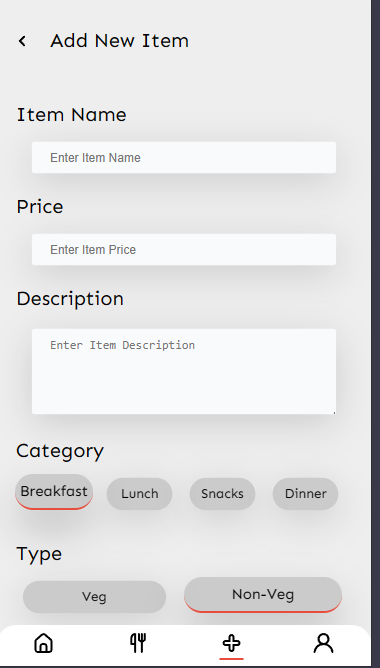 Add New Item
Item Name
Enter Item Name
Price
Enter Item Price
Description
Enter Item Description
Category
Breakfast Lunch Snacks Dinner
Type
Veg Non-Veg